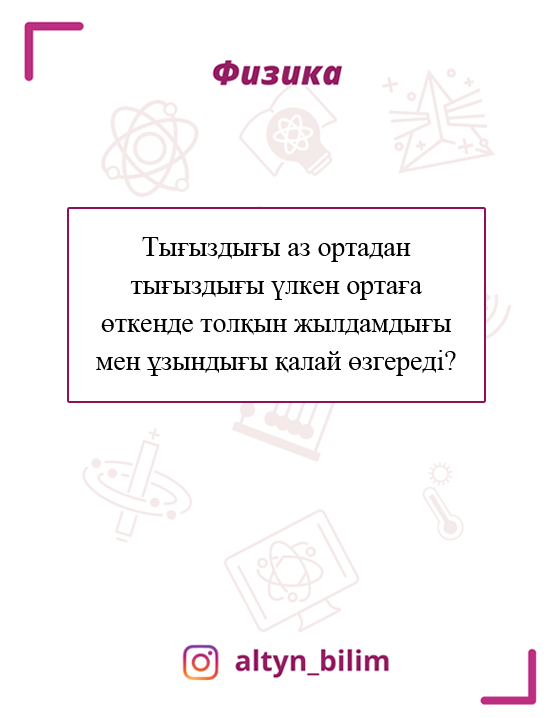 Физика
Тығыздығы аз ортадан
тығыздығы үлкен ортаға
өткенде толқын жылдамдығы
мен ұзындығы қалай өзгереді?
altyn_bilim